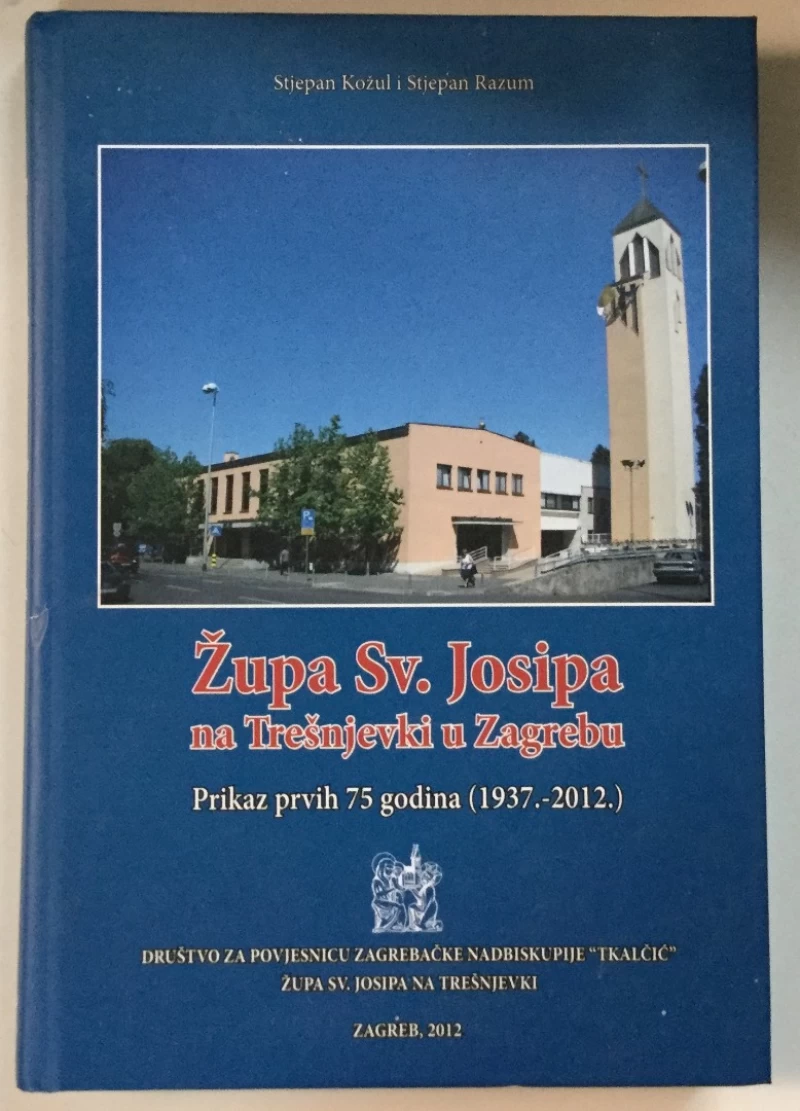 Stjepan Kožul i Stjepan Razum
Župa Sv. Josipa
na Trešnjevki u Zagrebu
Prikaz prvih 75 godina (1937.-2012.)
DRUŠTVO ZA POVJESNICU ZAGREBAČKE NADBISKUPIJE "TKALČIĆ"
ŽUPA SV. JOSIPA NA TREŠNJEVKI
ZAGREB, 2012